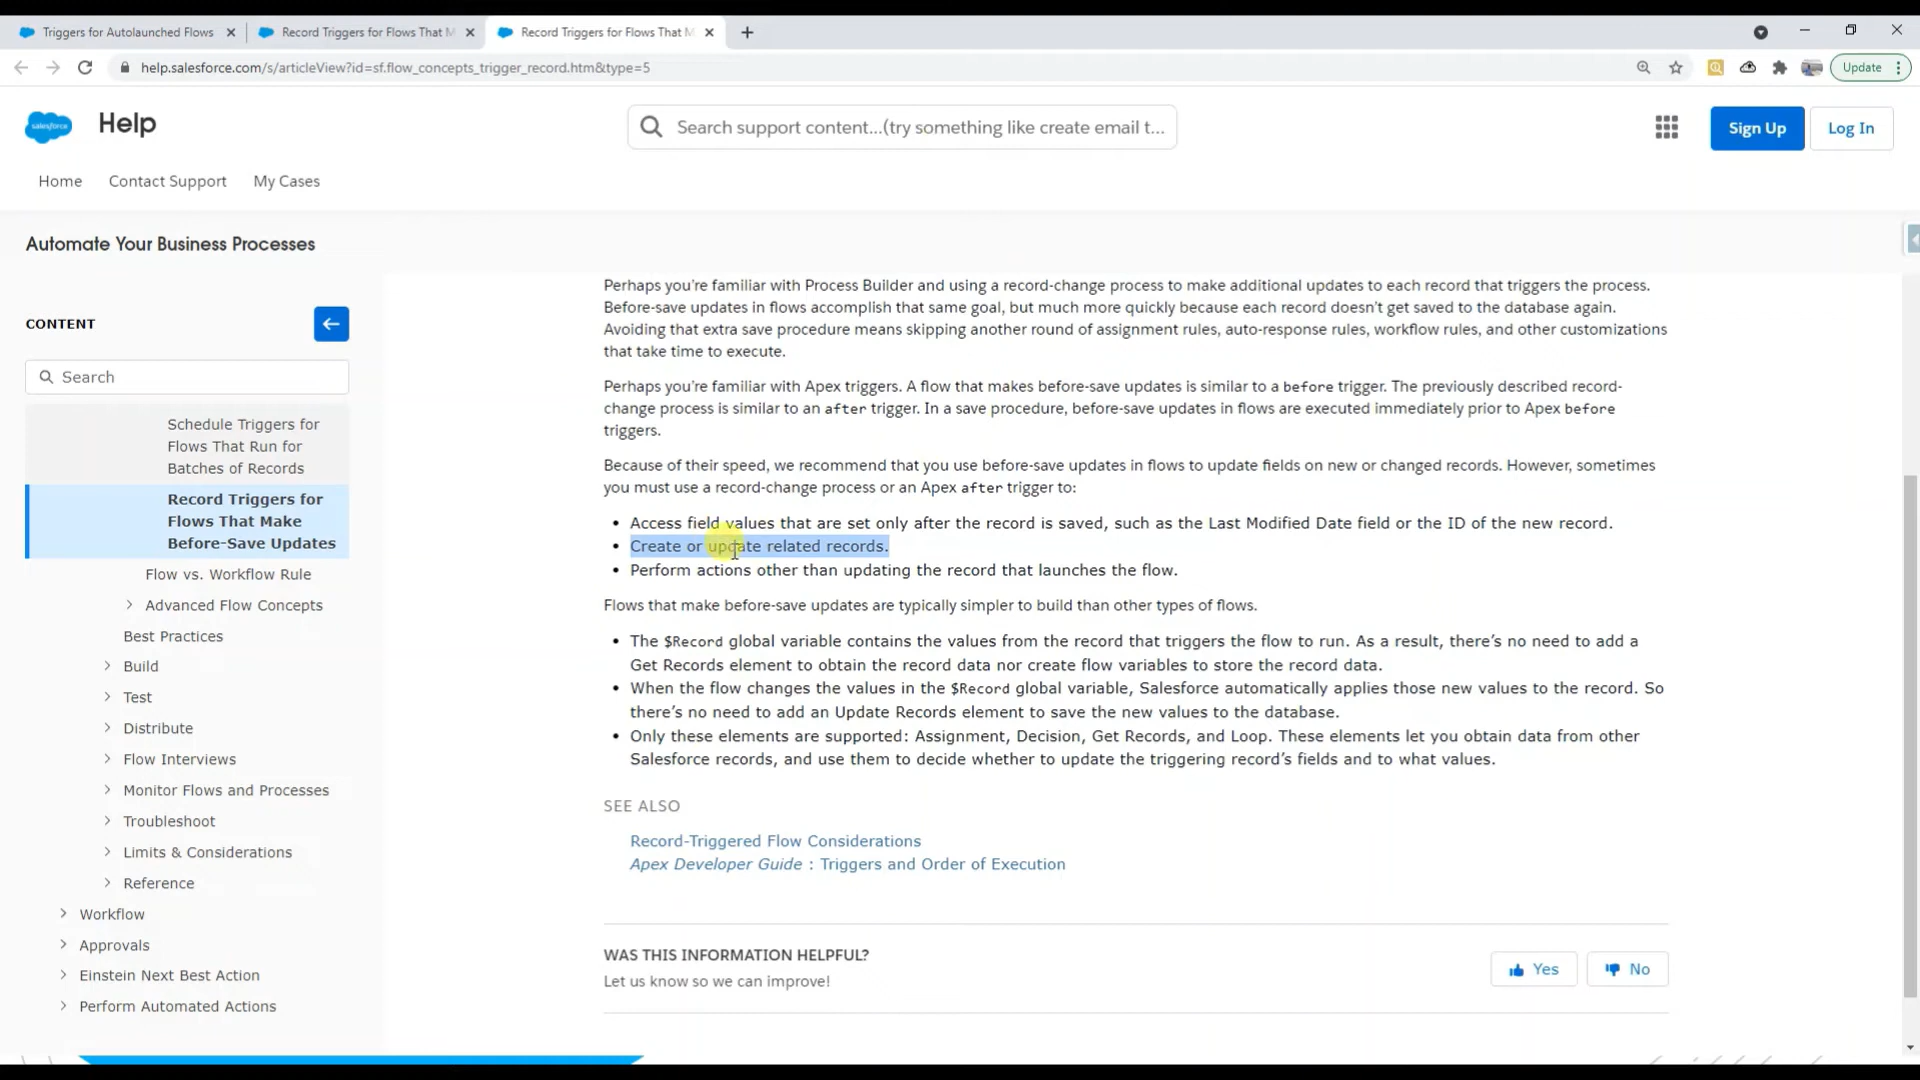 Triggers for Autolaunched Flows
Record Triggers for Flows That M
Record Triggers for Flows That M
help.salesforce.com/s/articleView?id=sf.flow_concepts_trigger_record.htm&type=5
Update
salesforce
Help
Search support content...(try something like create email t...
Sign Up
Log In
Home
Contact Support
My Cases
Automate Your Business Processes
CONTENT
Search
Schedule Triggers for
Flows That Run for
Batches of Records
Record Triggers for
Flows That Make
Before-Save Updates
Flow vs. Workflow Rule
Advanced Flow Concepts
Best Practices
Build
Test
Distribute
Flow Interviews
Monitor Flows and Processes
Troubleshoot
Limits & Considerations
Reference
Workflow
Approvals
Einstein Next Best Action
Perform Automated Actions
Perhaps you’re familiar with Process Builder and using a record-change process to make additional updates to each record that triggers the process.
Before-save updates in flows accomplish that same goal, but much more quickly because each record doesn’t get saved to the database again.
Avoiding that extra save procedure means skipping another round of assignment rules, auto-response rules, workflow rules, and other customizations
that take time to execute.
Perhaps you’re familiar with Apex triggers. A flow that makes before-save updates is similar to a before trigger. The previously described record-
change process is similar to an after trigger. In a save procedure, before-save updates in flows are executed immediately prior to Apex before
triggers.
Because of their speed, we recommend that you use before-save updates in flows to update fields on new or changed records. However, sometimes
you must use a record-change process or an Apex after trigger to:
• Access field values that are set only after the record is saved, such as the Last Modified Date field or the ID of the new record.
• Create or update related records.
• Perform actions other than updating the record that launches the flow.
Flows that make before-save updates are typically simpler to build than other types of flows.
• The $Record global variable contains the values from the record that triggers the flow to run. As a result, there’s no need to add a
Get Records element to obtain the record data nor create flow variables to store the record data.
• When the flow changes the values in the $Record global variable, Salesforce automatically applies those new values to the record. So
there’s no need to add an Update Records element to save the new values to the database.
• Only these elements are supported: Assignment, Decision, Get Records, and Loop. These elements let you obtain data from other
Salesforce records, and use them to decide whether to update the triggering record’s fields and to what values.
SEE ALSO
Record-Triggered Flow Considerations
Apex Developer Guide : Triggers and Order of Execution
WAS THIS INFORMATION HELPFUL?
Let us know so we can improve!
Yes
No